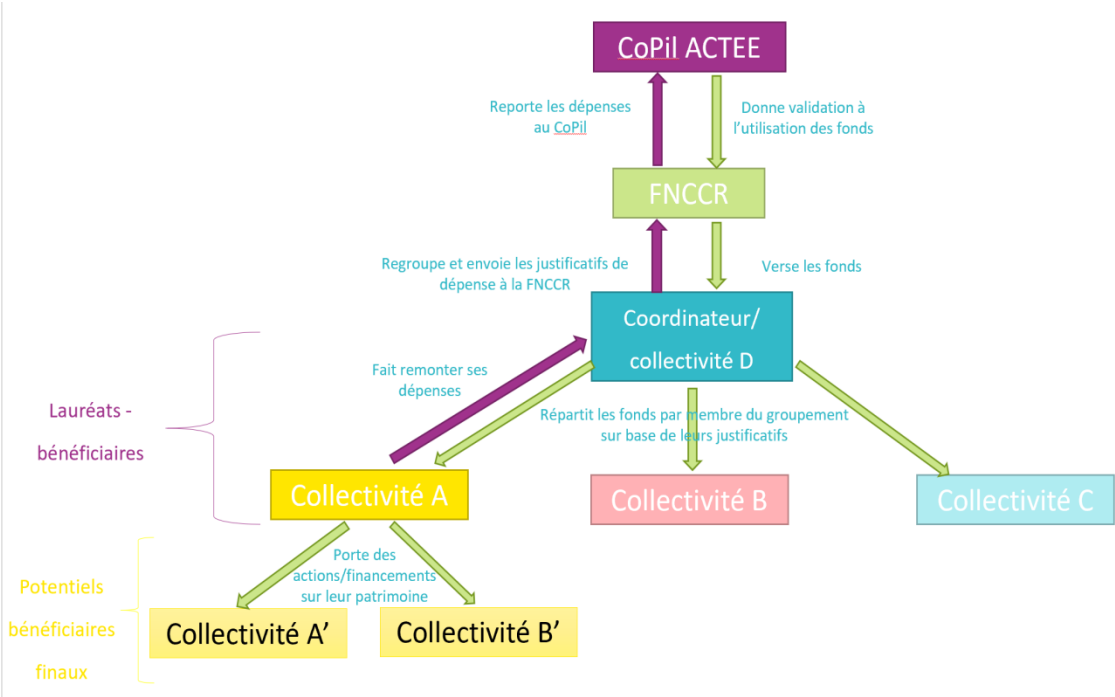 CoPil ACTEE
Reporte les dépenses
au CoPil
Donne validation à
l'utilisation des fonds
FNCCR
Regroupe et envoie les justificatifs de
dépense à la FNCCR
Verse les fonds
Coordinateur/
collectivité D
Fait remonter ses
dépenses
Lauréats -
bénéficiaires
Répartit les fonds par membre du groupement
sur base de leurs justificatifs
Collectivité A
Collectivité B
Collectivité C
Porte des
actions/financements
sur leur patrimoine
Potentiels
bénéficiaires
finaux
Collectivité A’
Collectivité B’